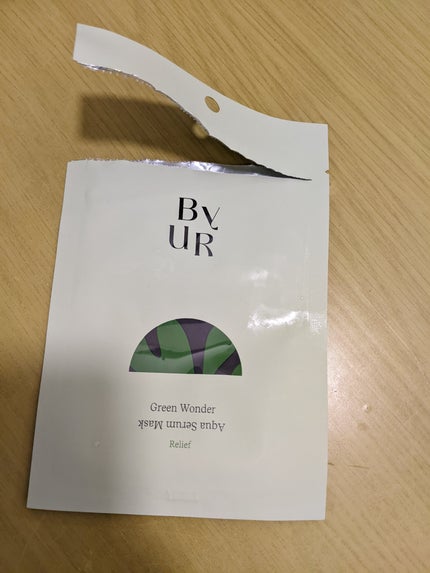 By
UR
Green Wonder
Aqua Serum Mask
Relief